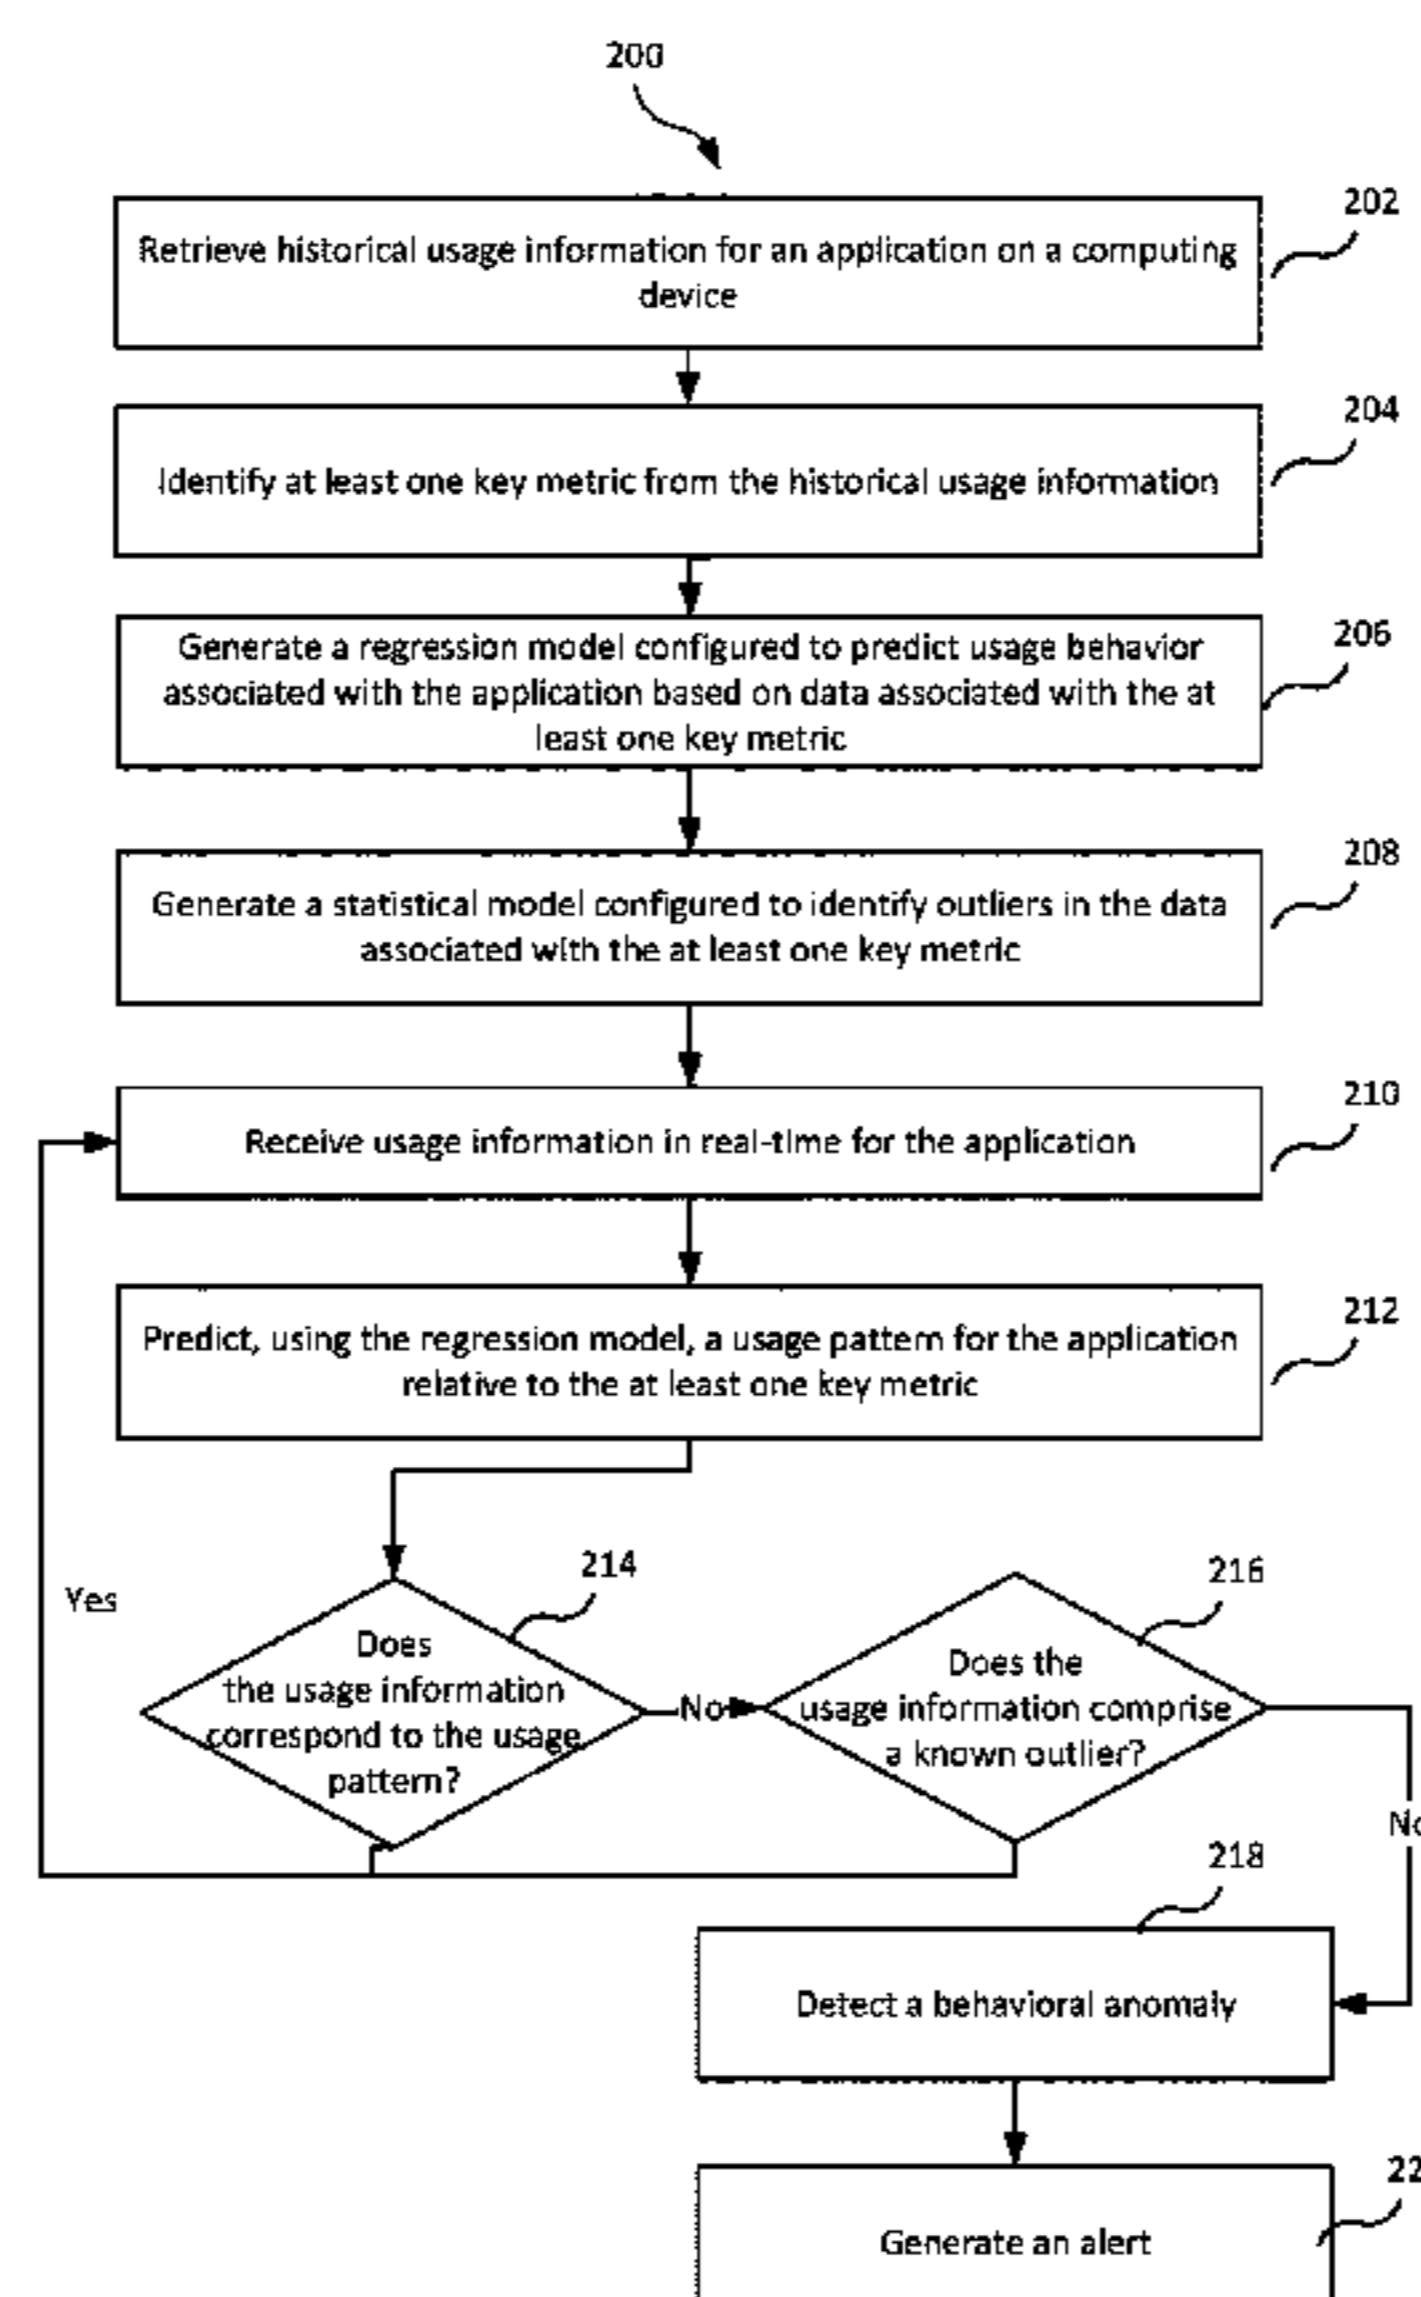 200
202
Retrieve historical usage information for an application on a computing
device
204
Identify at least one key metric from the historical usage information
206
Generate a regression model configured to predict usage behavior
associated with the application based on data associated with the at
least one key metric
208
Generate a statistical model configured to identify outliers in the data
associated with the at least one key metric
210
Receive usage information in real-time for the application
212
Predict, using the regression model, a usage pattern for the application
relative to the at least one key metric
214
216
Yes
Does
the usage information
correspond to the usage
pattern?
No
Does the
usage information comprise
a known outlier?
No
218
Detect a behavioral anomaly
22
Generate an alert